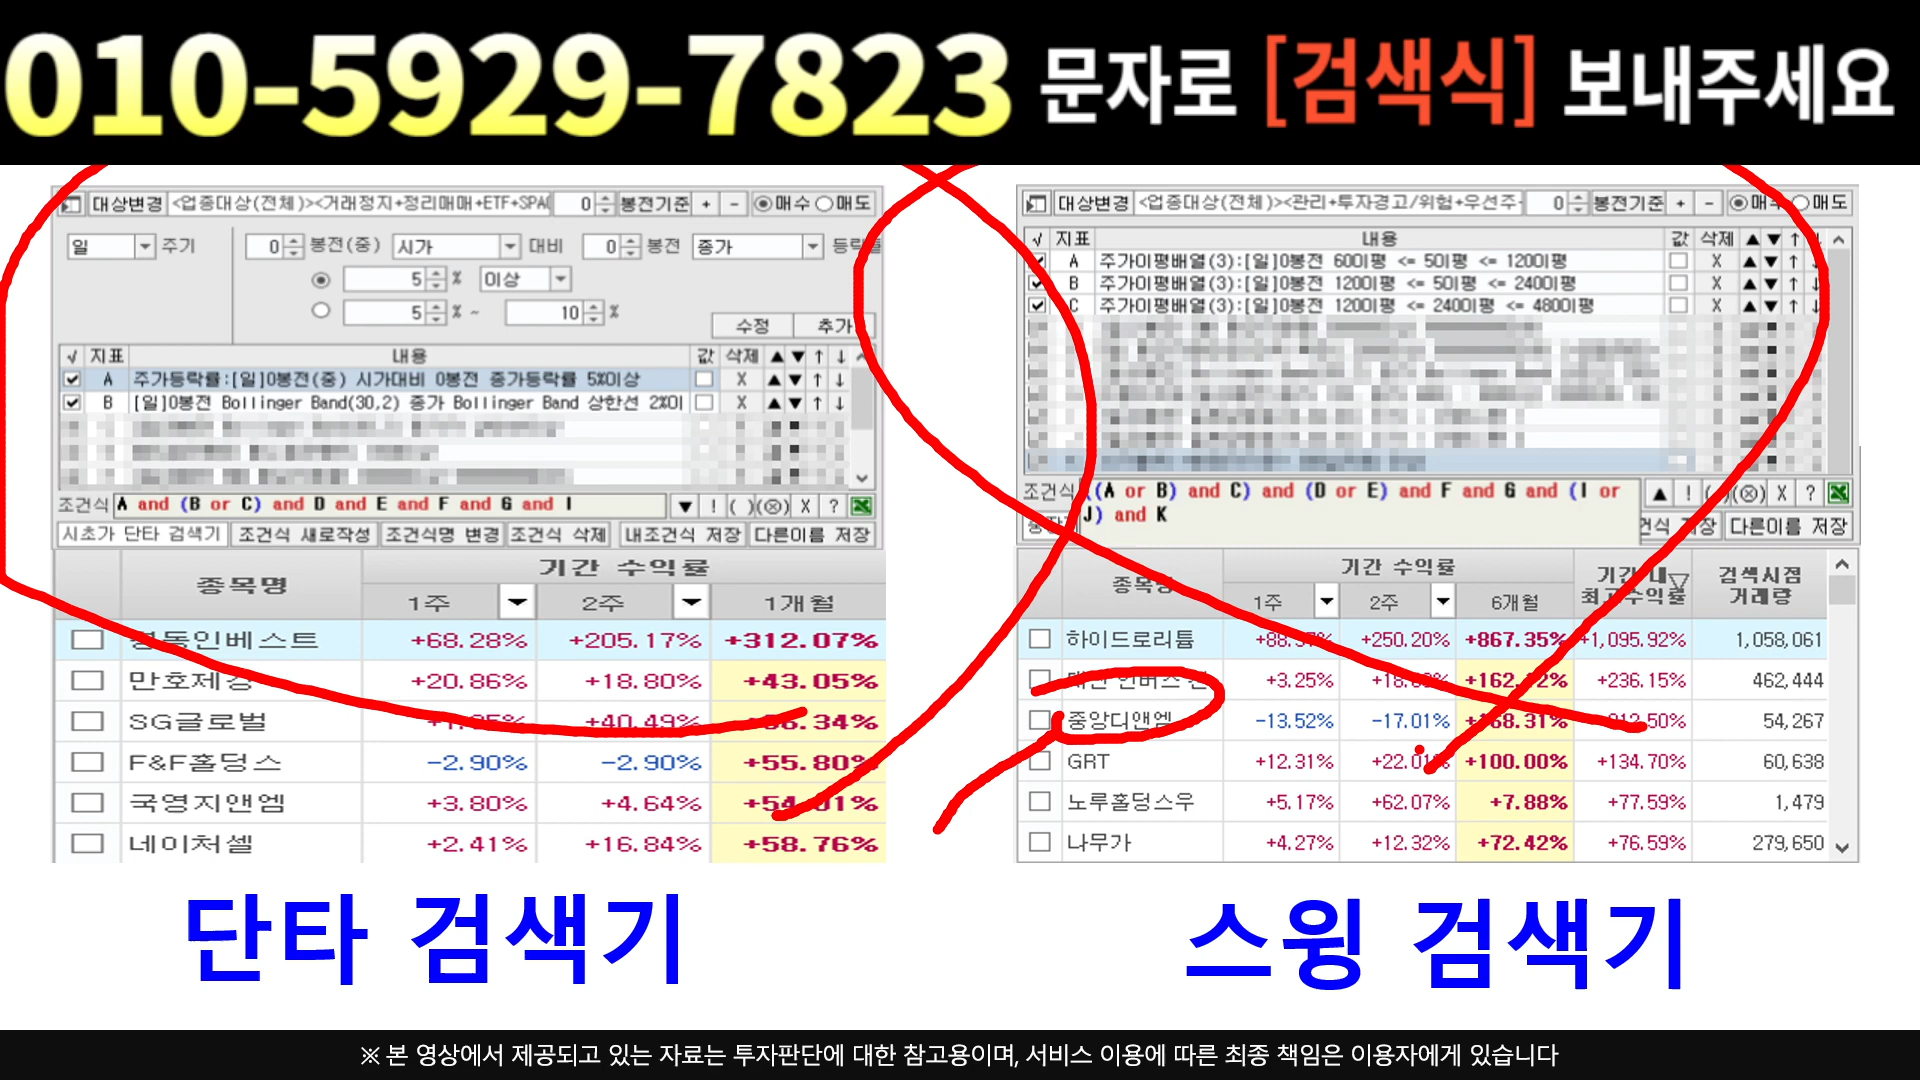 010-5929-7823 문자로 [검색식] 보내주세요
대상변경 <업종대상(전체)><거래정지+정리매매+ETF+SPA 0 봉전기준 + - 매수 매도
일 주기 0 봉전(중) 시가 대비 0 봉전 종가
5 % 이상
5 % ~ 10 %
수정 추가
√ 지표 내용 값 삭제 ▲ ▼ ↑ ↓
A 주가등락률:[일]0봉전(중) 시가대비 0봉전 종가등락률 5%이상 X ▲ ▼ ↑ ↓
B [일]0봉전 Bollinger Band(30,2) 종가 Bollinger Band 상한선 2%이 X ▲ ▼ ↑ ↓
조건식 A and (B or C) and D and E and F and G and I ▼ ! ( ) (⊗) X ?
시초가 단타 검색기 조건식 새로작성 조건식명 변경 조건식 삭제 내조건식 저장 다른이름 저장
종목명 기간 수익률
1주 2주 1개월
+68.28% +205.17% +312.07%
만호제강 +20.86% +18.80% +43.05%
SG글로벌 +40.49%
F&F홀딩스 -2.90% -2.90% +55.80%
국영지앤엠 +3.80% +4.64%
네이처셀 +2.41% +16.84% +58.76%
단타 검색기
대상변경 <업종대상(전체)><관리+투자경고/위험+우선주+ 0 봉전기준 + - 매수 매도
√ 지표 내용 값 삭제 ▲ ▼ ↑
A 주가이평배열(3):[일]0봉전 60이평 <= 5이평 <= 120이평 X ▲ ▼ ↑
B 주가이평배열(3):[일]0봉전 120이평 <= 5이평 <= 240이평 X ▲ ▼ ↑
C 주가이평배열(3):[일]0봉전 120이평 <= 240이평 <= 480이평 X ▲ ▼ ↑ ↓
조건식 ((A or B) and C) and (D or E) and F and G and (I or ▲ ! (⊗) X ?
J) and K
저장 다른이름 저장
종목명 기간 수익률 기간 내 최고수익률 검색시점 거래량
1주 2주 6개월
하이드로리튬 +250.20% +867.35% +1,095.92% 1,058,061
+3.25% +236.15% 462,444
중앙디앤엠 -13.52% -17.01% 54,267
GRT +12.31% +100.00% +134.70% 60,638
노루홀딩스우 +5.17% +62.07% +7.88% +77.59% 1,479
나무가 +4.27% +12.32% +72.42% +76.59% 279,650
스윙 검색기
※ 본 영상에서 제공되고 있는 자료는 투자판단에 대한 참고용이며, 서비스 이용에 따른 최종 책임은 이용자에게 있습니다